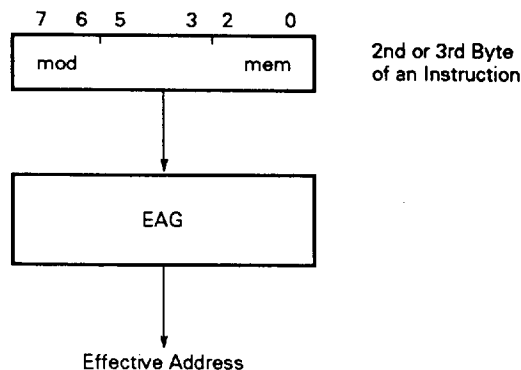 7 6 5 3 2 0
mod mem
2nd or 3rd Byte
of an Instruction
EAG
Effective Address